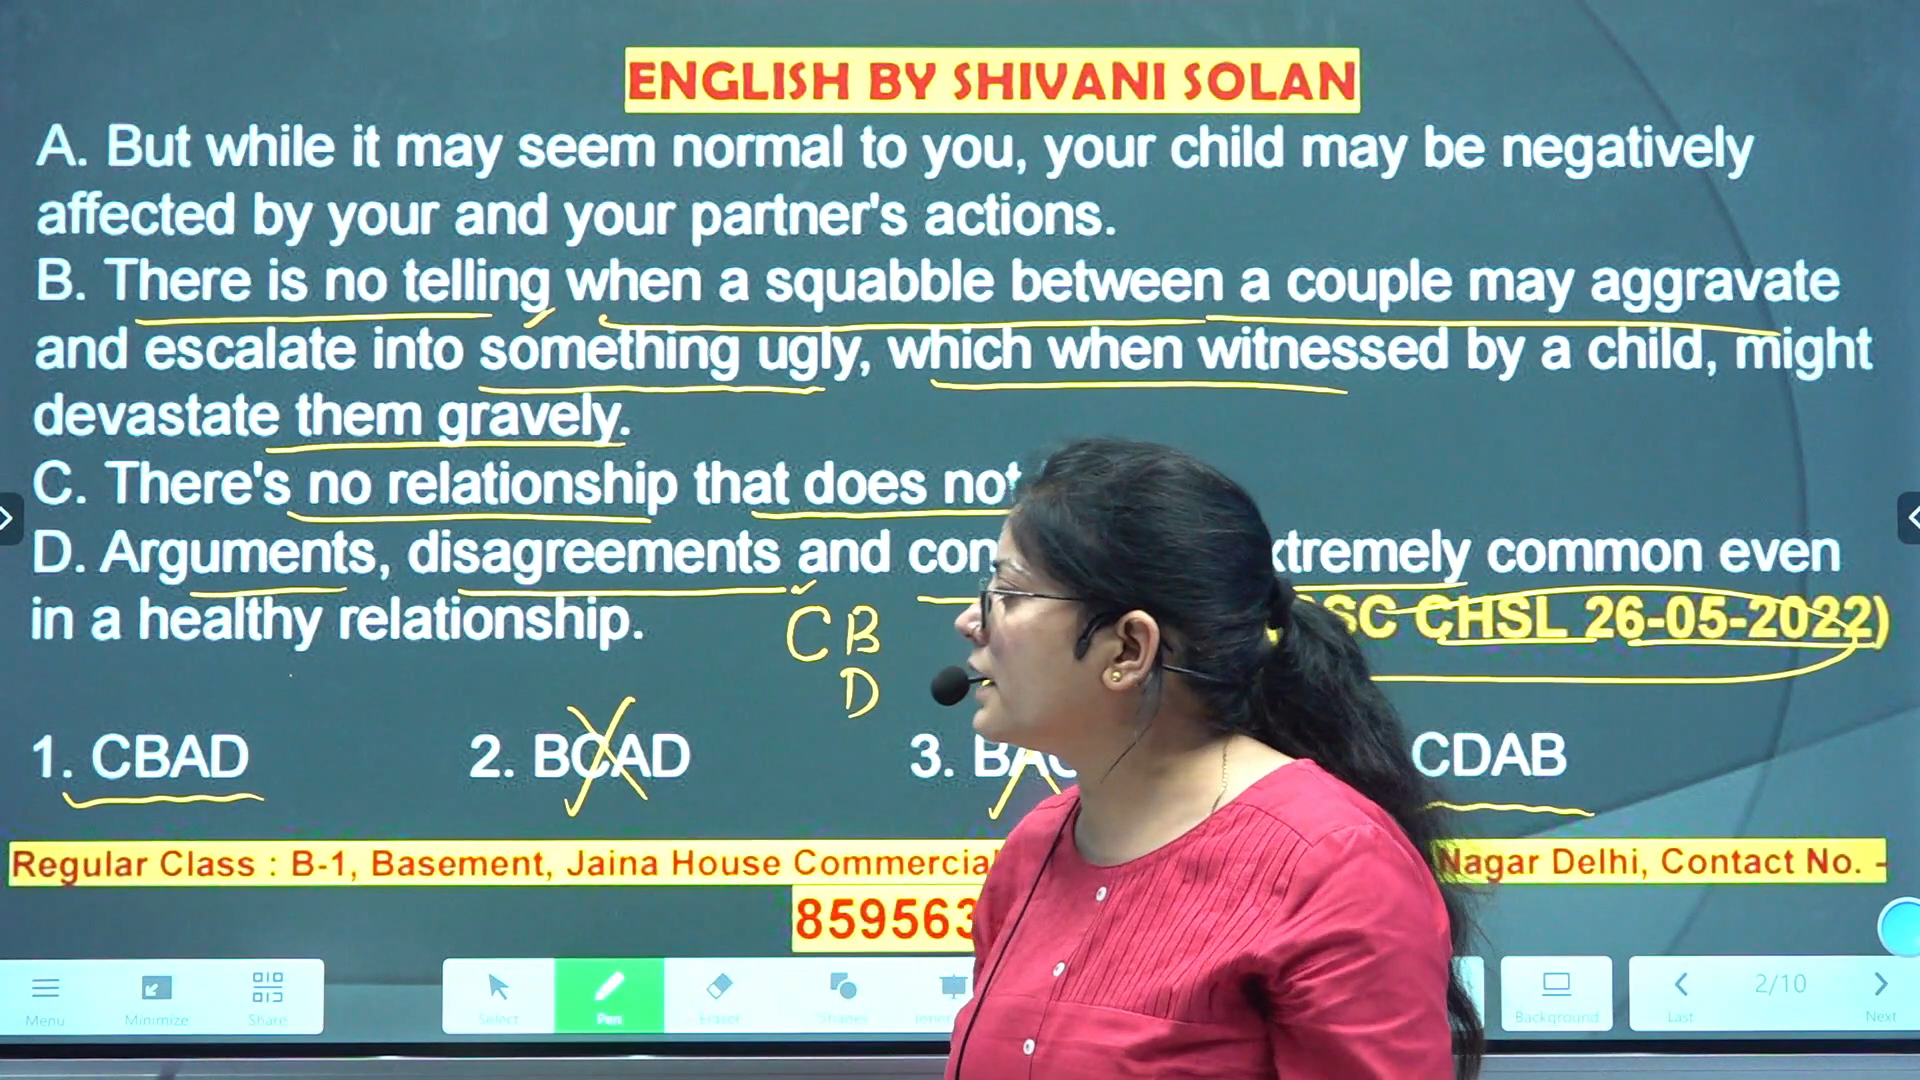 ENGLISH BY SHIVANI SOLAN
A. But while it may seem normal to you, your child may be negatively
affected by your and your partner's actions.
B. There is no telling when a squabble between a couple may aggravate
and escalate into something ugly, which when witnessed by a child, might
devastate them gravely.
C. There's no relationship that does not
D. Arguments, disagreements and con xtremely common even
in a healthy relationship. SC CHSL 26-05-2022)
C B
D
1. CBAD 2. BCAD 3. BAC CDAB
Regular Class : B-1, Basement, Jaina House Commercial Nagar Delhi, Contact No. -
859563
Menu Minimize Share Select Pen Eraser Shapes Background Last 2/10 Next